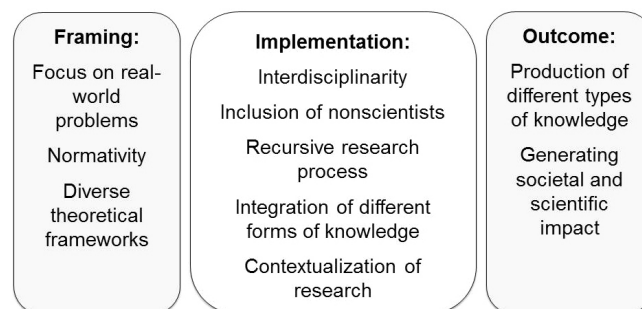 Framing:
Focus on real-
world
problems
Normativity
Diverse
theoretical
frameworks
Implementation:
Interdisciplinarity
Inclusion of nonscientists
Recursive research
process
Integration of different
forms of knowledge
Contextualization of
research
Outcome:
Production of
different types
of knowledge
Generating
societal and
scientific
impact